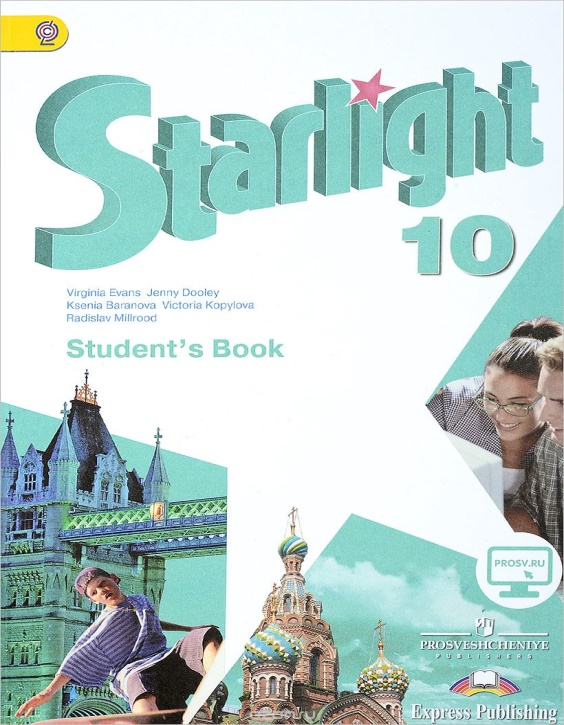 Starlight
10
Virginia Evans Jenny Dooley
Ksenia Baranova Victoria Kopylova
Radislav Millrood
Student's Book
PROSV.RU
PROSVESHCHENIYE
PUBLISHERS
Express Publishing